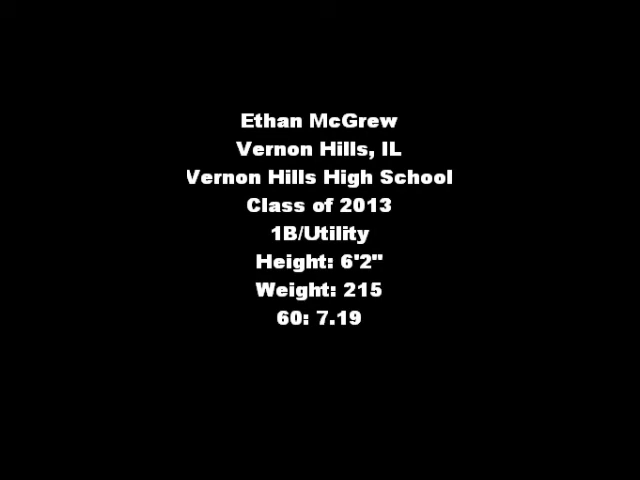 Ethan McGrew
Vernon Hills, IL
Vernon Hills High School
Class of 2013
1B/Utility
Height: 6'2"
Weight: 215
60: 7.19